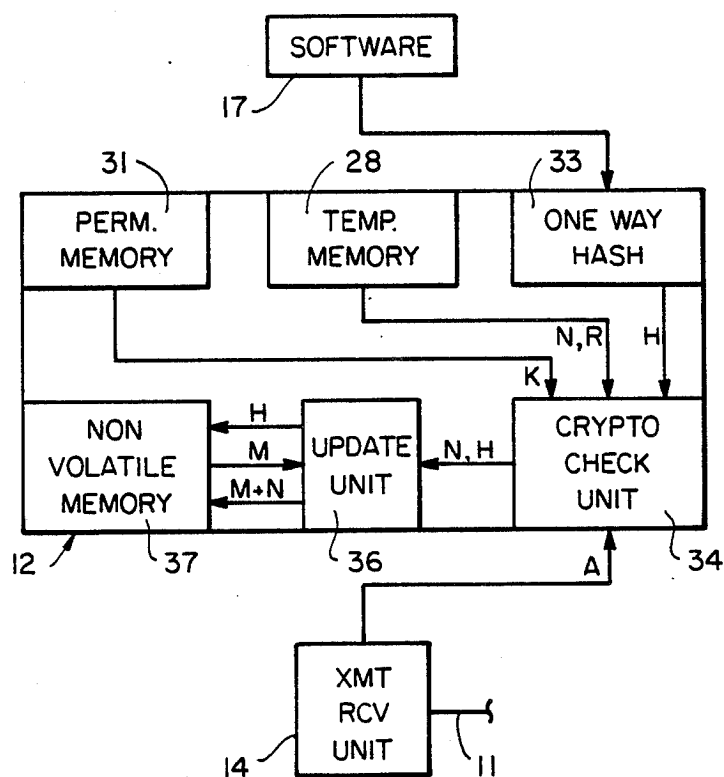 SOFTWARE
17
31
28
33
PERM.
MEMORY
TEMP.
MEMORY
ONE WAY
HASH
N,R
H
K
NON
VOLATILE
MEMORY
H
M
M+N
UPDATE
UNIT
N,H
CRYPTO
CHECK
UNIT
12
37
36
34
A
XMT
RCV
UNIT
14
11